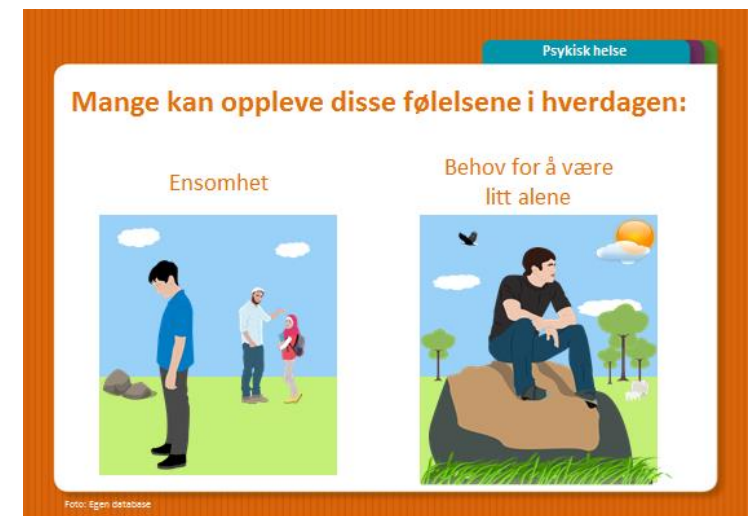 Psykisk helse
Mange kan oppleve disse følelsene i hverdagen:
Ensomhet
Behov for å være
litt alene
Foto: Egen database